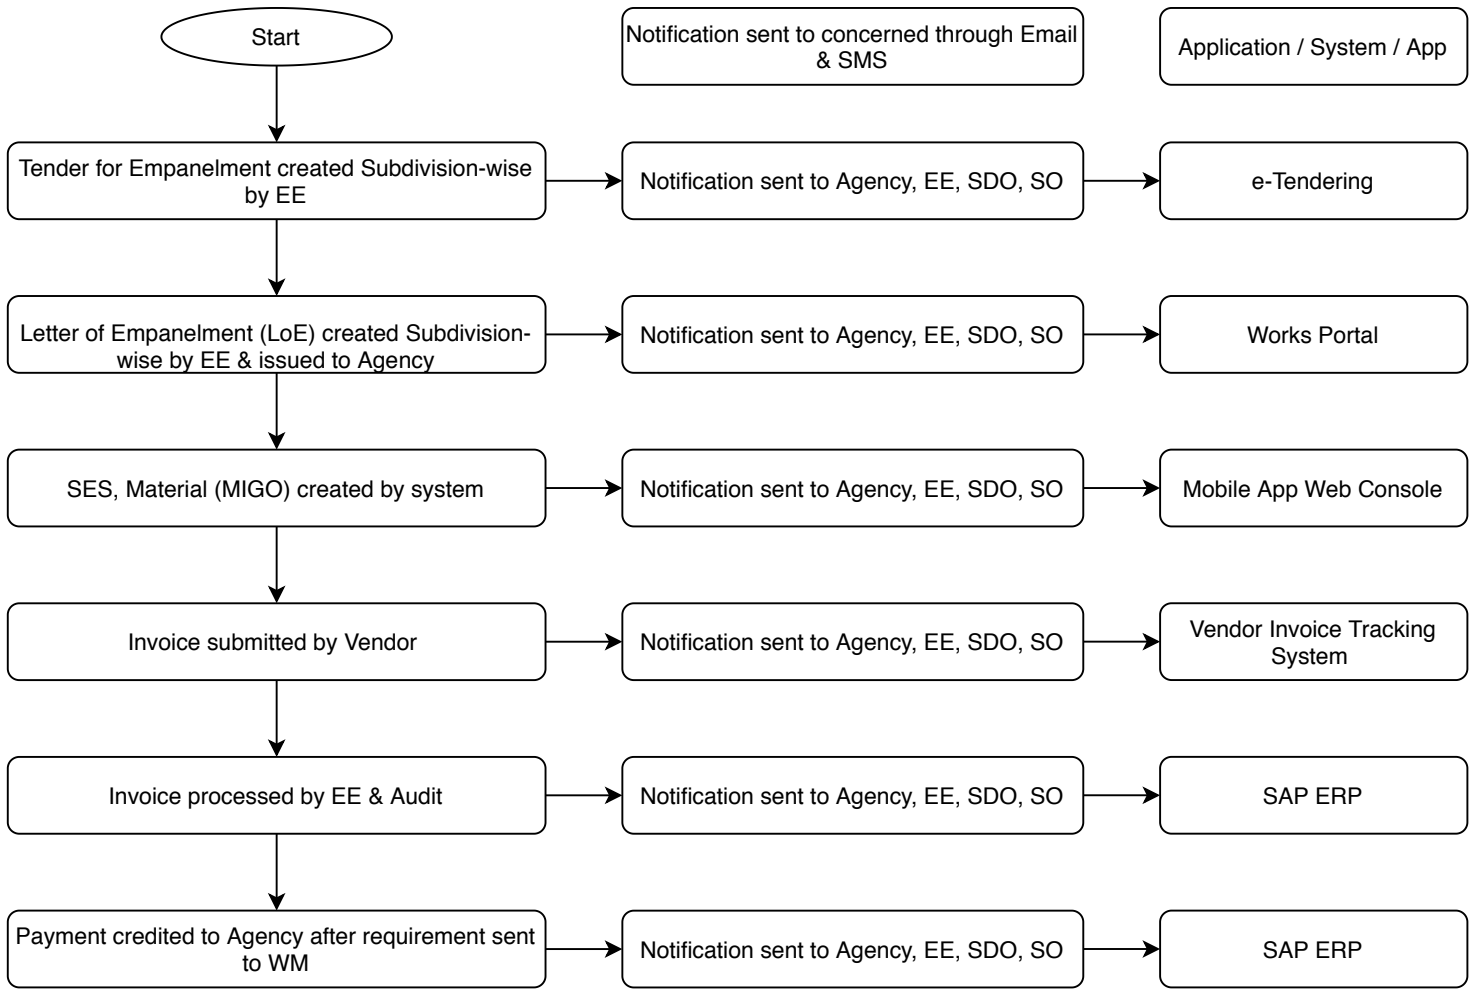 Start
Notification sent to concerned through Email
& SMS
Application / System / App
Tender for Empanelment created Subdivision-wise
by EE
Notification sent to Agency, EE, SDO, SO
e-Tendering
Letter of Empanelment (LoE) created Subdivision-
wise by EE & issued to Agency
Notification sent to Agency, EE, SDO, SO
Works Portal
SES, Material (MIGO) created by system
Notification sent to Agency, EE, SDO, SO
Mobile App Web Console
Invoice submitted by Vendor
Notification sent to Agency, EE, SDO, SO
Vendor Invoice Tracking
System
Invoice processed by EE & Audit
Notification sent to Agency, EE, SDO, SO
SAP ERP
Payment credited to Agency after requirement sent
to WM
Notification sent to Agency, EE, SDO, SO
SAP ERP